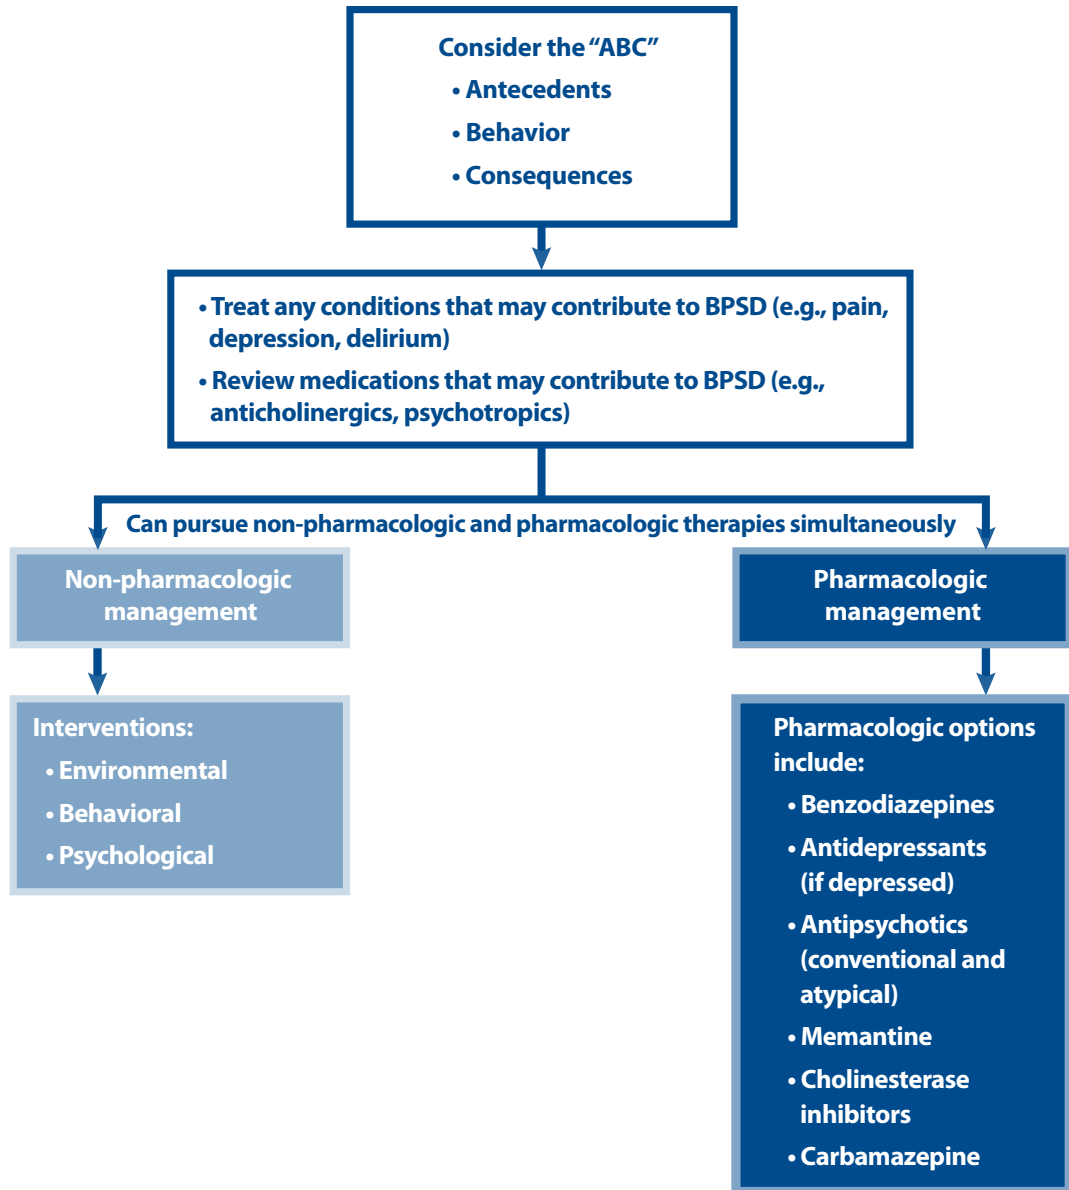 Consider the “ABC”
• Antecedents
• Behavior
• Consequences
• Treat any conditions that may contribute to BPSD (e.g., pain,
depression, delirium)
• Review medications that may contribute to BPSD (e.g.,
anticholinergics, psychotropics)
Can pursue non-pharmacologic and pharmacologic therapies simultaneously
Non-pharmacologic
management
Interventions:
• Environmental
• Behavioral
• Psychological
Pharmacologic
management
Pharmacologic options
include:
• Benzodiazepines
• Antidepressants
(if depressed)
• Antipsychotics
(conventional and
atypical)
• Memantine
• Cholinesterase
inhibitors
• Carbamazepine